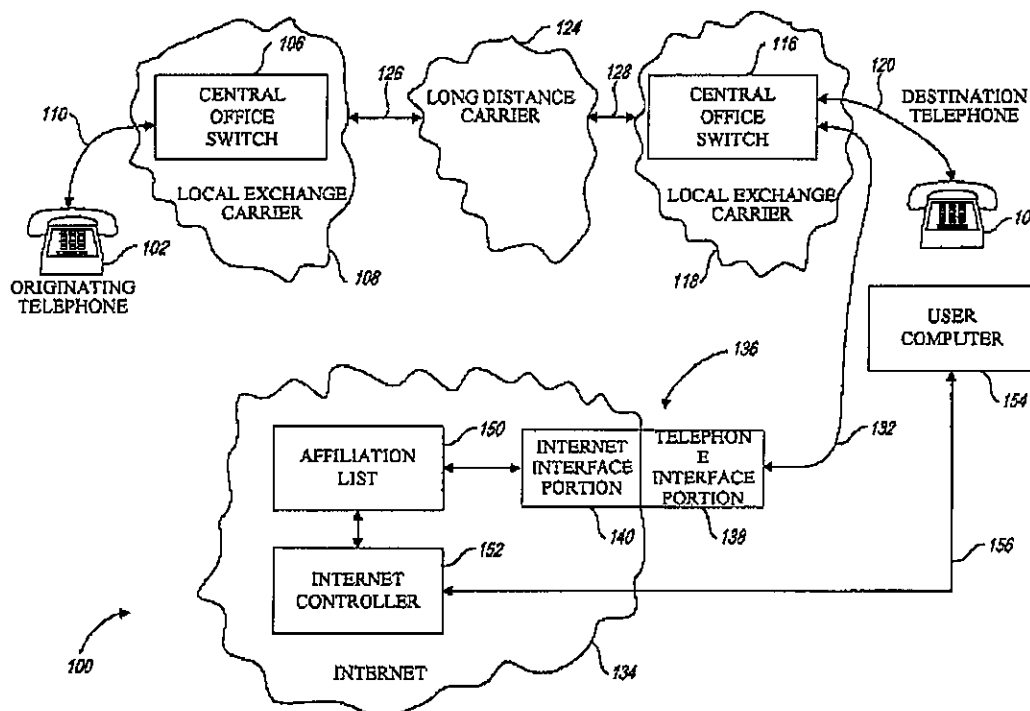 106
124
116
126
128
120
110
CENTRAL
OFFICE
SWITCH
LONG DISTANCE
CARRIER
CENTRAL
OFFICE
SWITCH
DESTINATION
TELEPHONE
LOCAL EXCHANGE
CARRIER
LOCAL EXCHANGE
CARRIER
102
10
ORIGINATING
TELEPHONE
108
118
USER
COMPUTER
154
136
150
132
AFFILIATION
LIST
INTERNET
INTERFACE
PORTION
TELEPHON
E
INTERFACE
PORTION
140
138
152
156
INTERNET
CONTROLLER
100
INTERNET
134